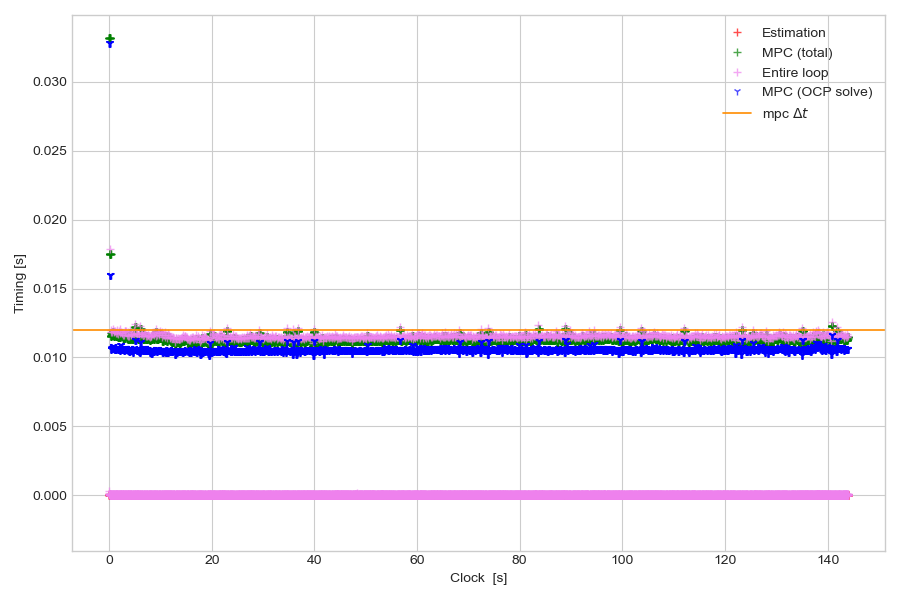 Estimation
MPC (total)
Entire loop
MPC (OCP solve)
mpc Δt
0.030
0.025
0.020
0.015
0.010
0.005
0.000
Timing [s]
0 20 40 60 80 100 120 140
Clock  [s]